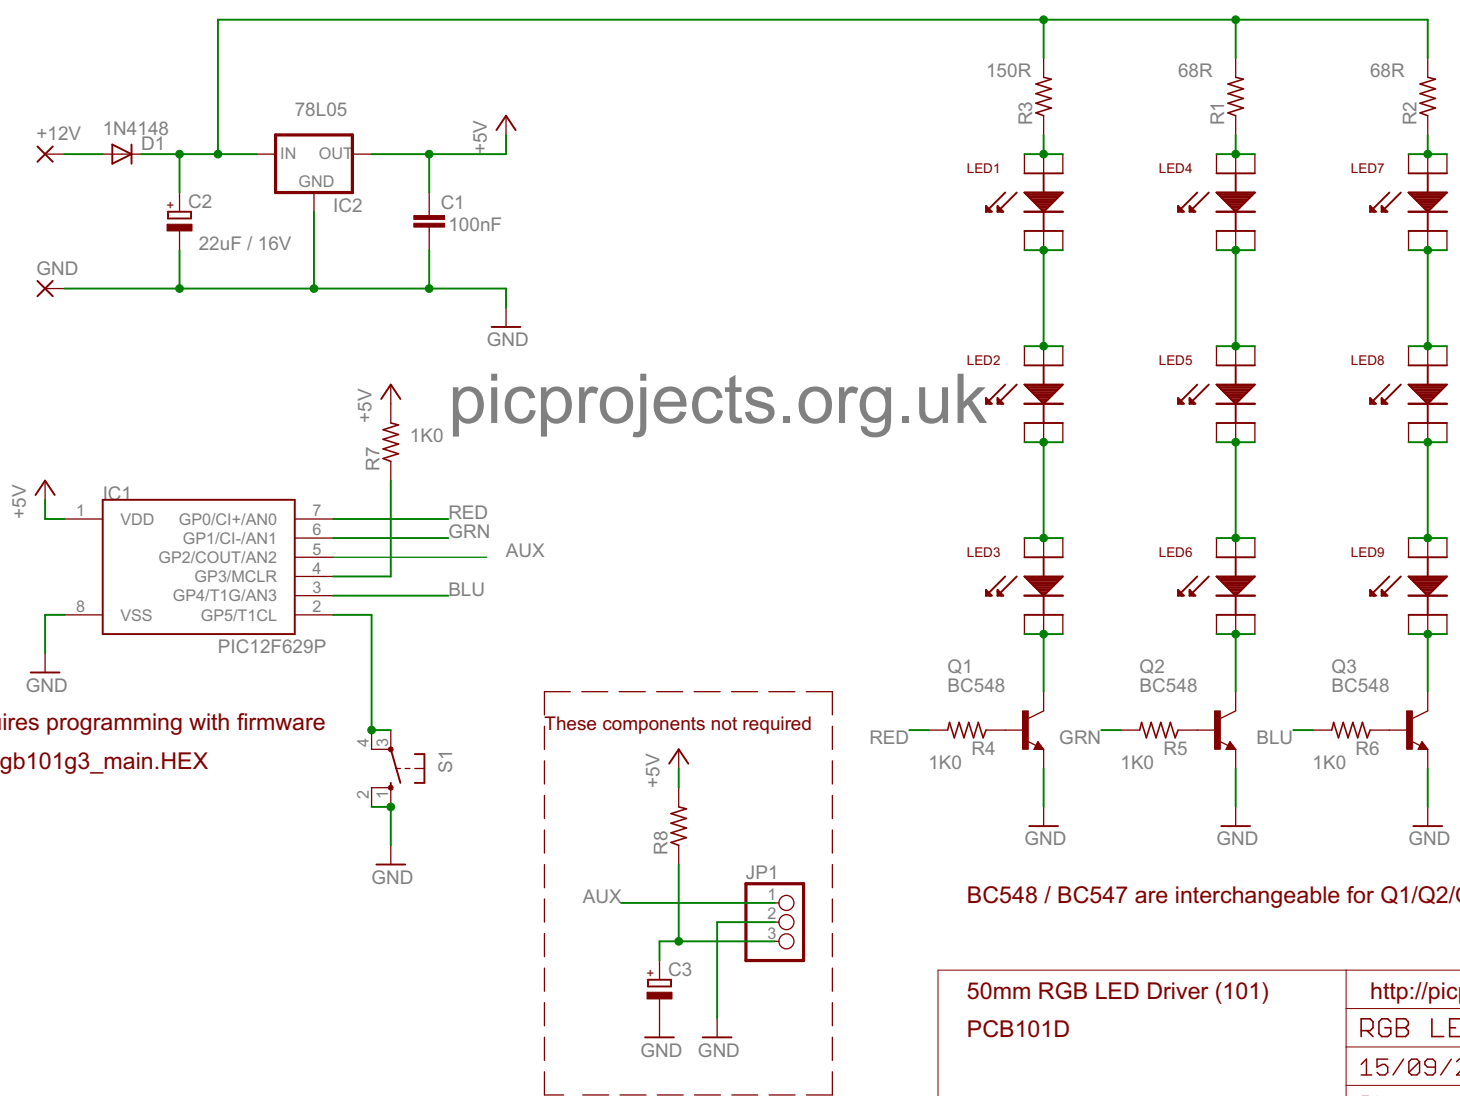 +12V
1N4148
D1
78L05
IN OUT
GND
IC2
+5V
C2
22uF / 16V
C1
100nF
GND
GND
150R
R3
68R
R1
68R
R2
LED1
LED4
LED7
LED2
LED5
LED8
LED3
LED6
LED9
picprojects.org.uk
+5V
R7
1K0
+5V
IC1
1 VDD
8 VSS
GP0/CI+/AN0 7 RED
GP1/CI-/AN1 6 GRN
GP2/COUT/AN2 5 AUX
GP3/MCLR 4
GP4/T1G/AN3 3 BLU
GP5/T1CL 2
PIC12F629P
GND
uires programming with firmware
gb101g3_main.HEX
4 3
S1
2 1
GND
These components not required
+5V
R8
JP1
AUX
1
2
3
C3
GND GND
Q1
BC548
Q2
BC548
Q3
BC548
RED R4
1K0
GRN R5
1K0
BLU R6
1K0
GND
GND
GND
BC548 / BC547 are interchangeable for Q1/Q2/
50mm RGB LED Driver (101)
PCB101D
http://pic
RGB LE
15/09/2